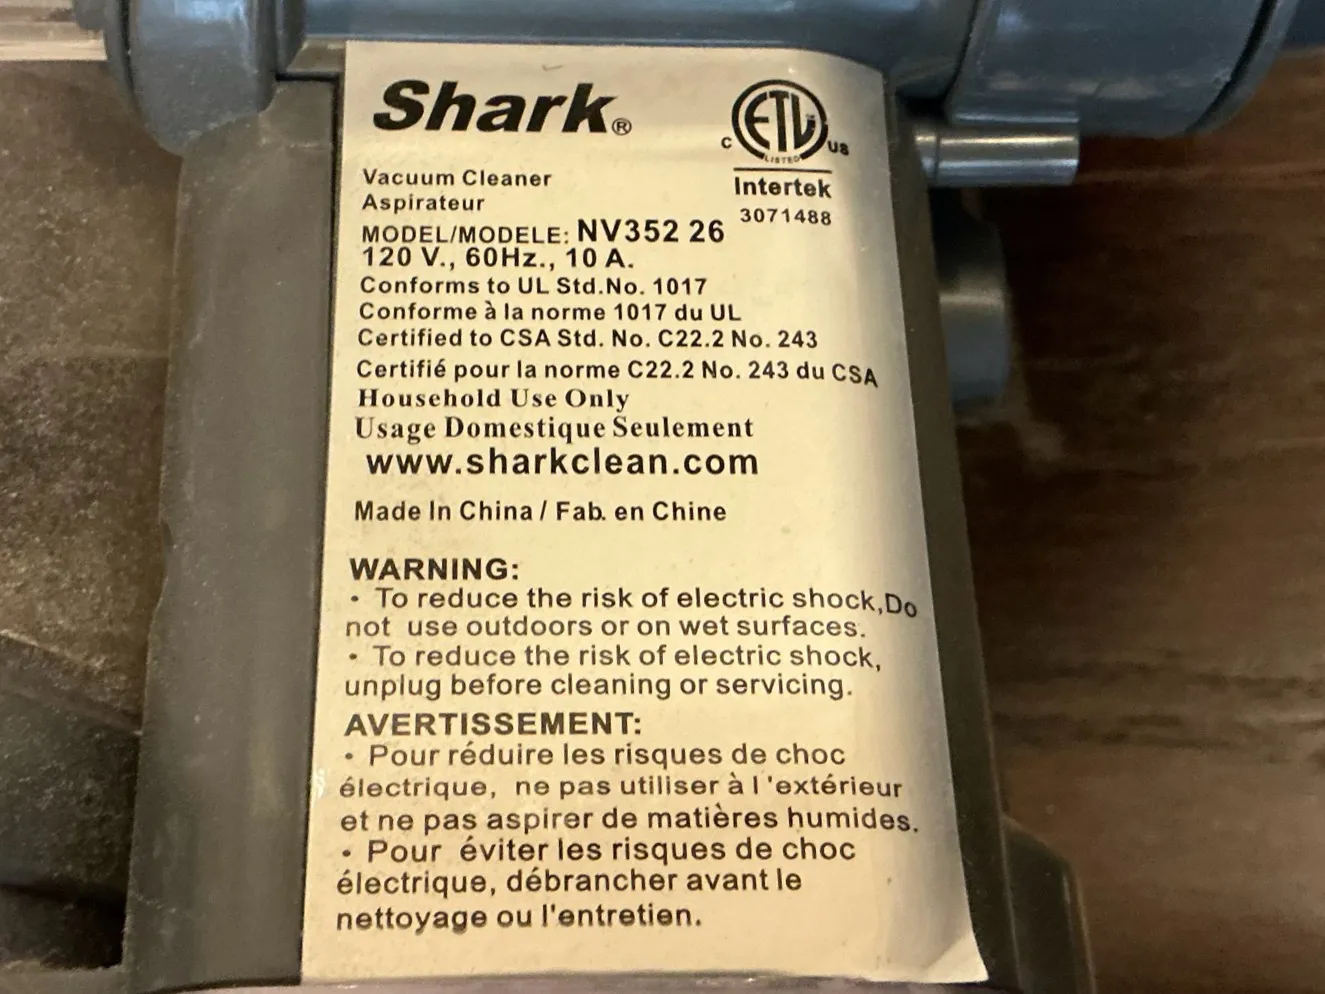 Shark®
C ETL US
LISTED
Intertek
3071488
Vacuum Cleaner
Aspirateur
MODEL/MODELE: NV352 26
120 V., 60Hz., 10 A.
Conforms to UL Std.No. 1017
Conforme à la norme 1017 du UL
Certified to CSA Std. No. C22.2 No. 243
Certifié pour la norme C22.2 No. 243 du CSA
Household Use Only
Usage Domestique Seulement
www.sharkclean.com
Made In China / Fab. en Chine
WARNING:
• To reduce the risk of electric shock,Do
not use outdoors or on wet surfaces.
• To reduce the risk of electric shock,
unplug before cleaning or servicing.
AVERTISSEMENT:
• Pour réduire les risques de choc
électrique, ne pas utiliser à l'extérieur
et ne pas aspirer de matières humides.
• Pour éviter les risques de choc
électrique, débrancher avant le
nettoyage ou l'entretien.